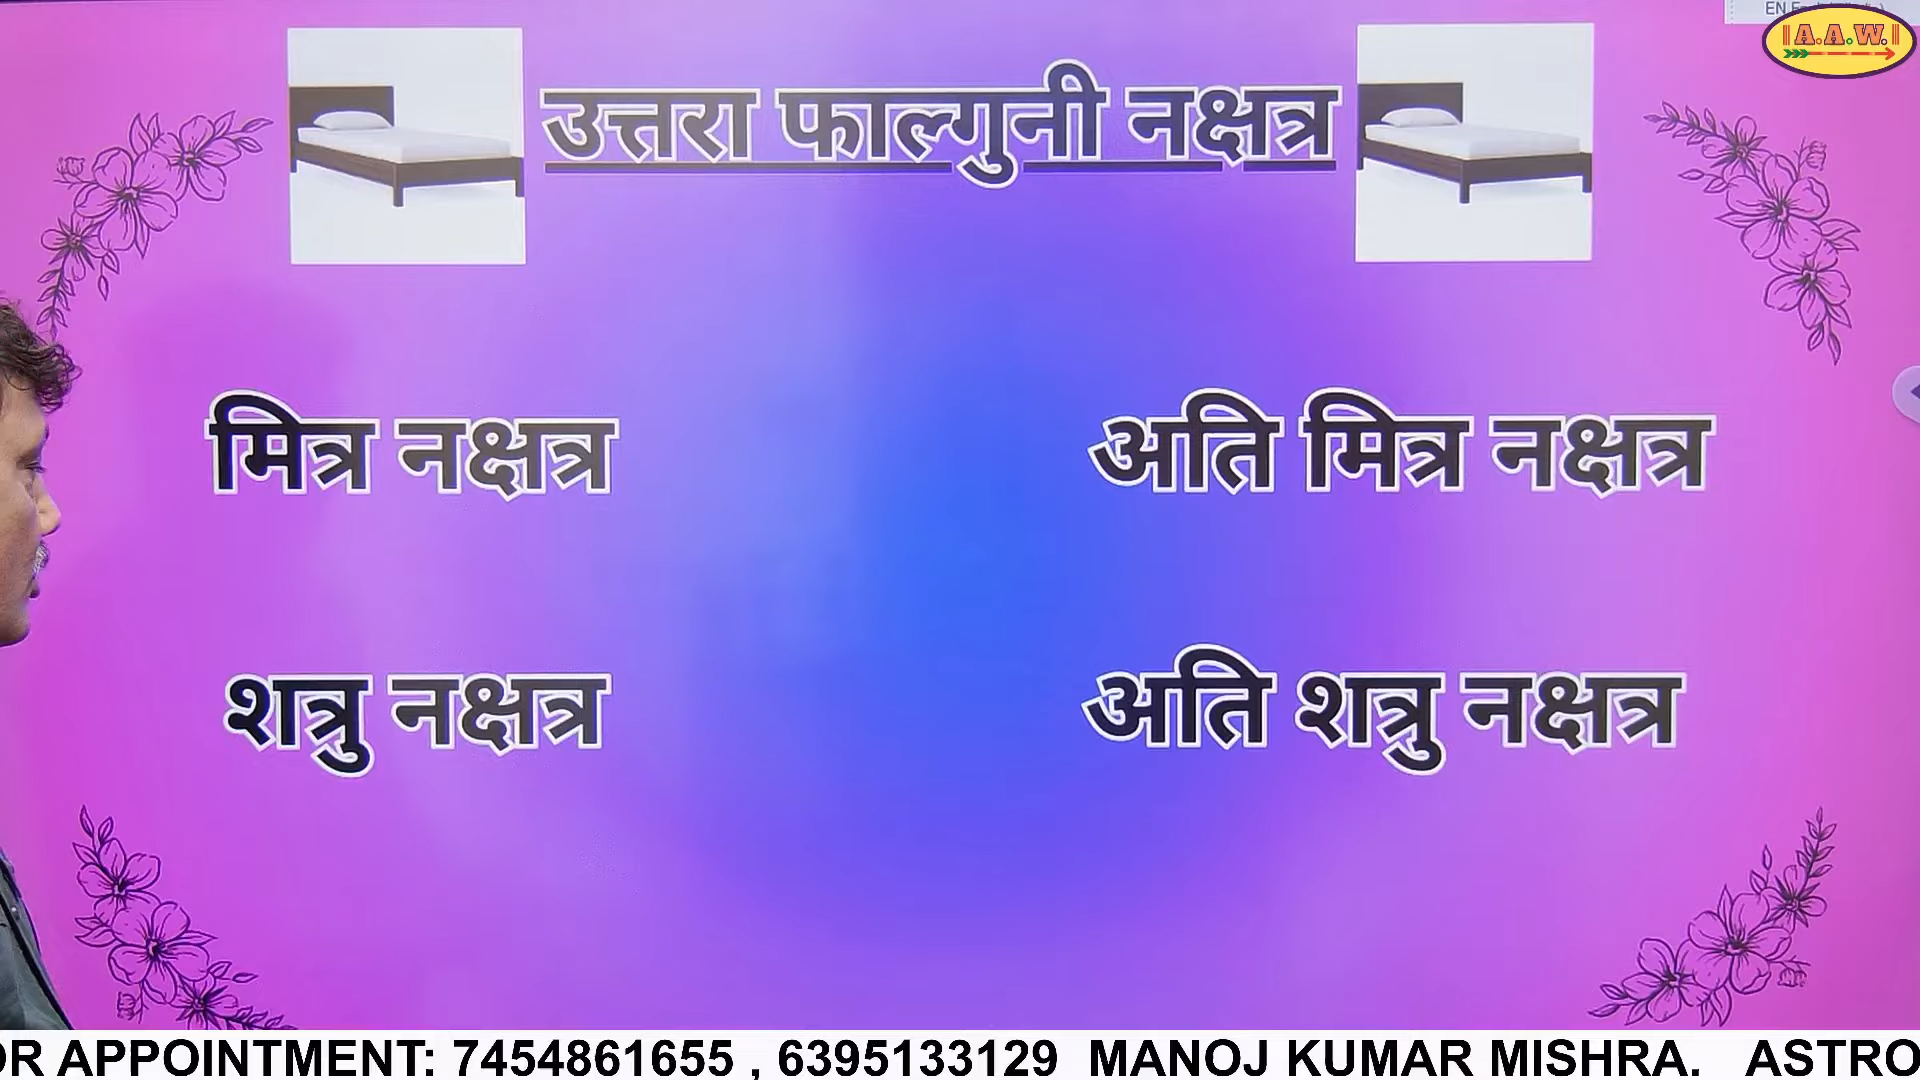 A.A.W.
उत्तरा फाल्गुनी नक्षत्र
मित्र नक्षत्र
अति मित्र नक्षत्र
शत्रु नक्षत्र
अति शत्रु नक्षत्र
OR APPOINTMENT: 7454861655 , 6395133129 MANOJ KUMAR MISHRA. ASTRO